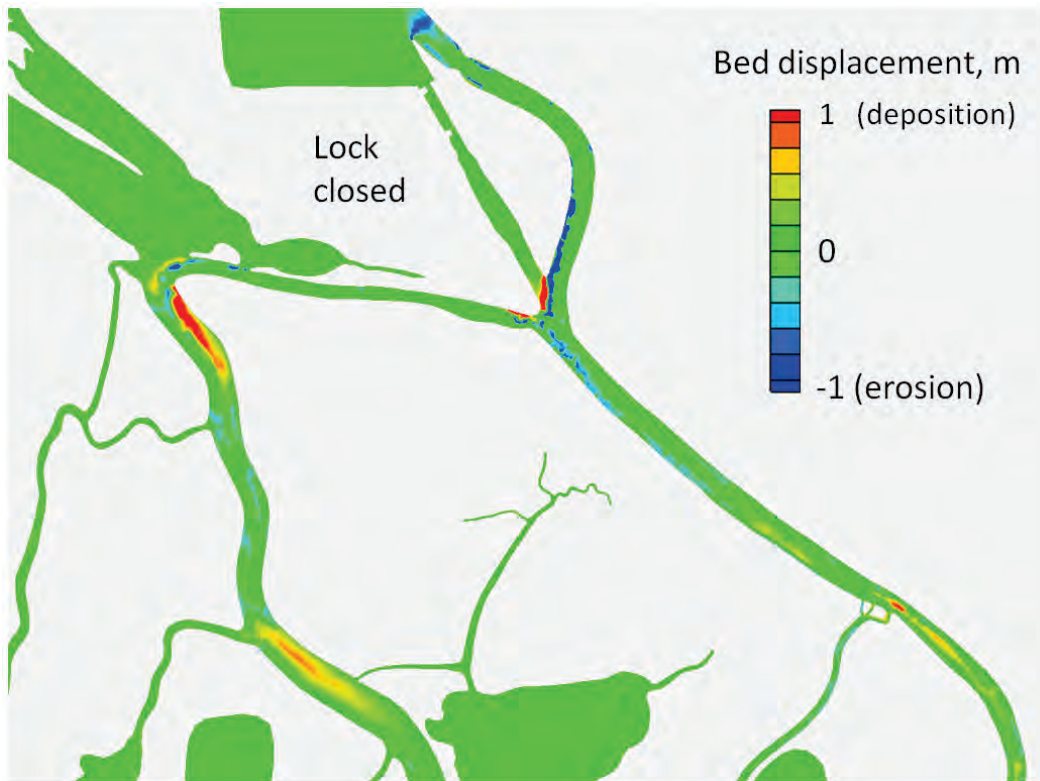 Bed displacement, m
1 (deposition)
Lock
closed
0
-1 (erosion)